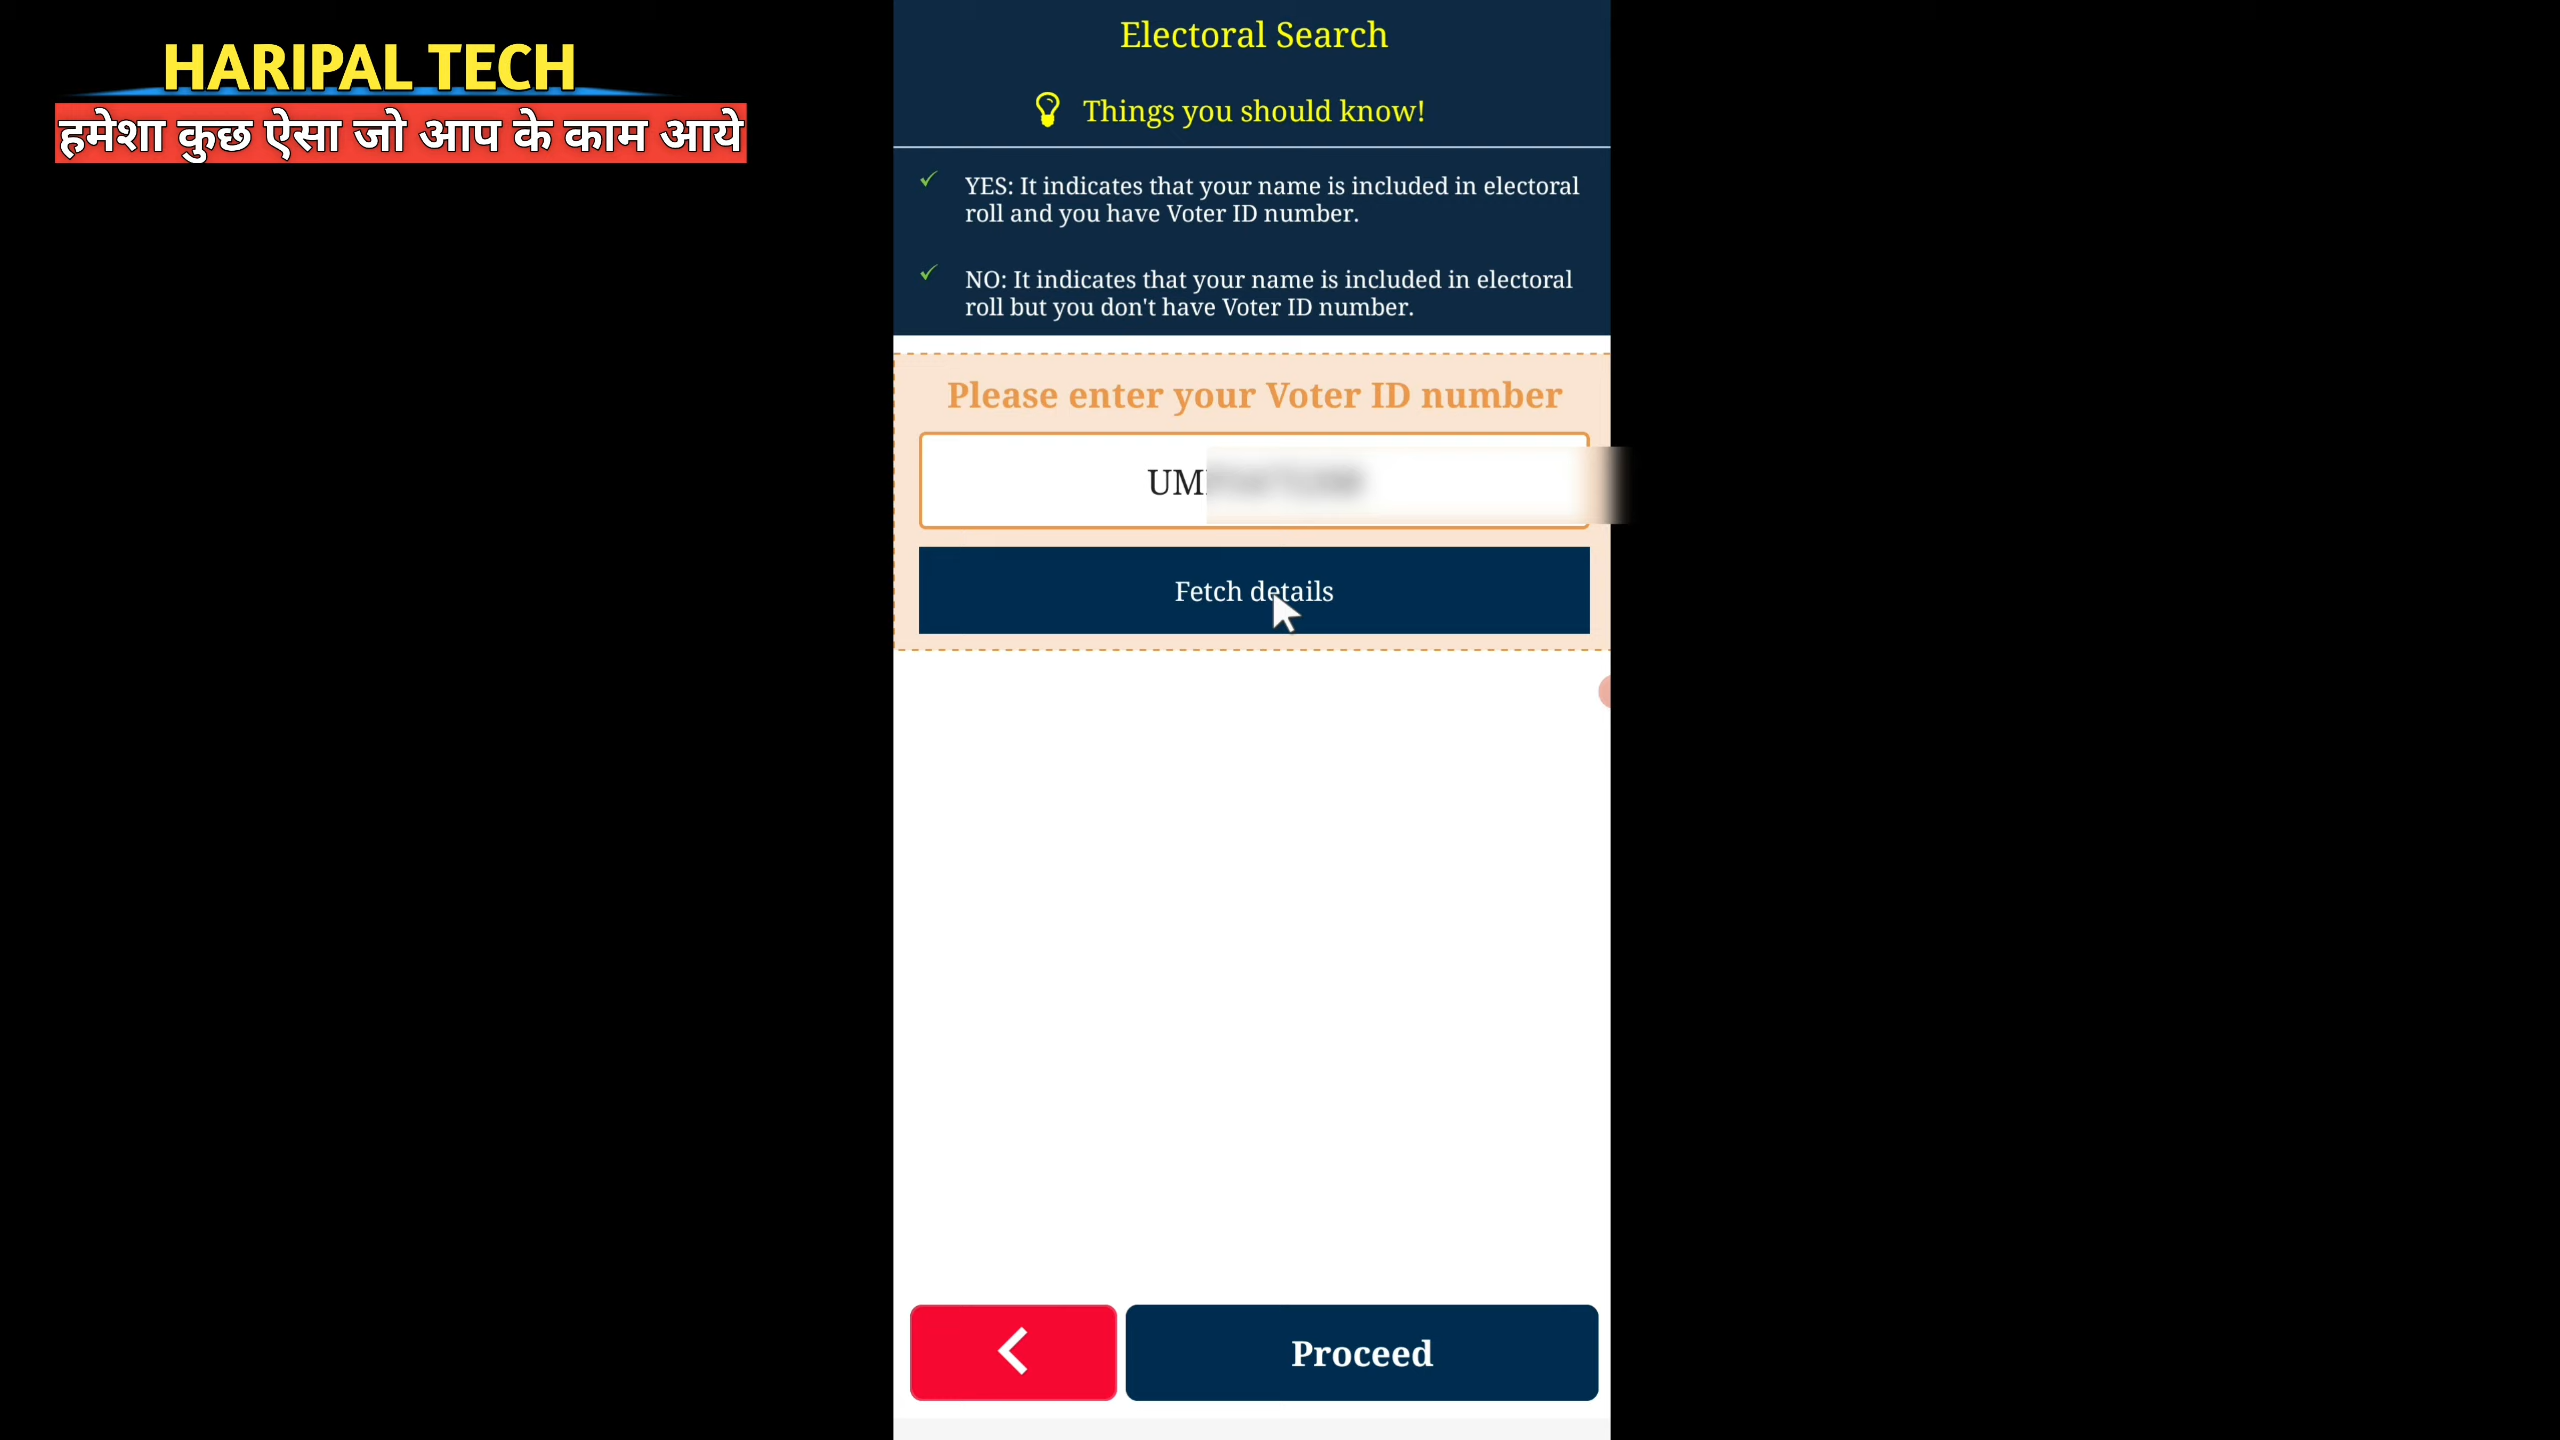 HARIPAL TECH
हमेशा कुछ ऐसा जो आप के काम आये
Electoral Search
Things you should know!
YES: It indicates that your name is included in electoral
roll and you have Voter ID number.
NO: It indicates that your name is included in electoral
roll but you don't have Voter ID number.
Please enter your Voter ID number
UM
Fetch details
Proceed